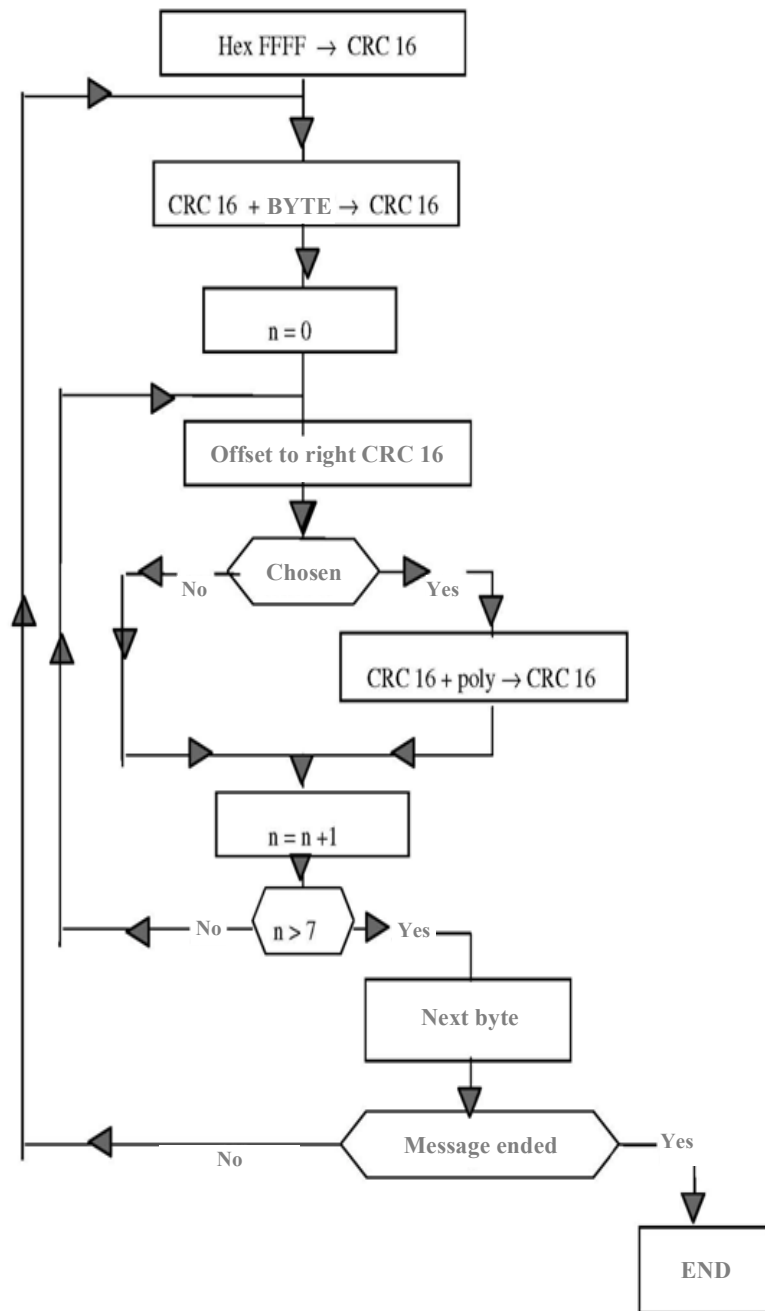 Hex FFFF → CRC 16
CRC 16 + BYTE → CRC 16
n = 0
Offset to right CRC 16
Chosen
No
Yes
CRC 16 + poly → CRC 16
n = n +1
n > 7
No
Yes
Next byte
Message ended
No
Yes
END